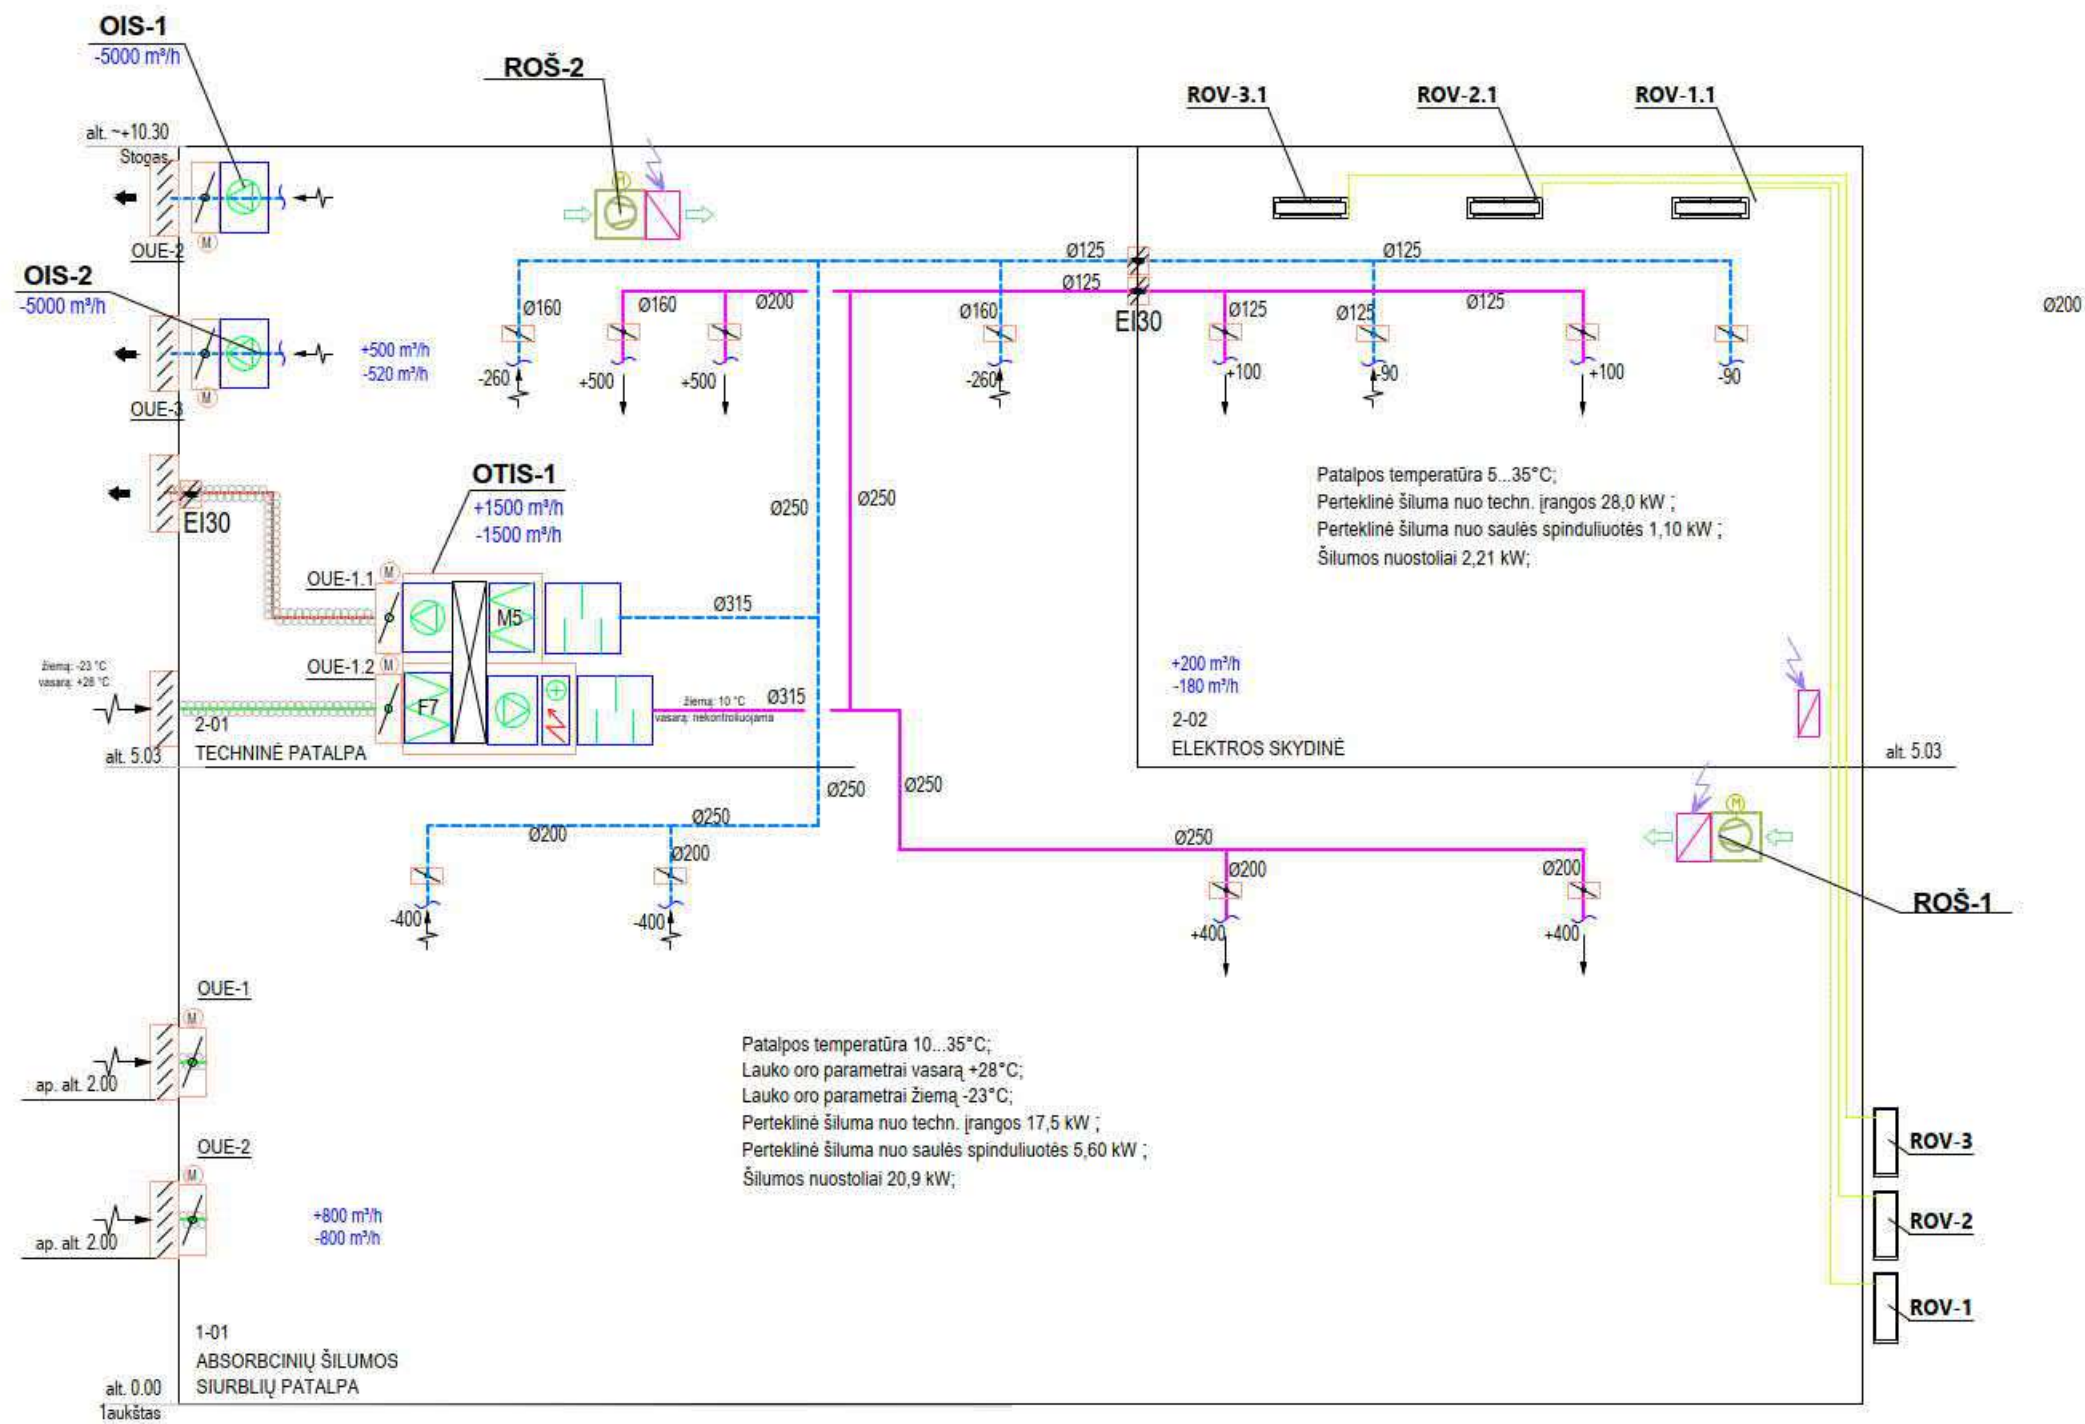 OIS-1
-5000 m³/h
ROŠ-2
ROV-3.1
ROV-2.1
ROV-1.1
alt. ~+10.30
Stogas
M
M
OUE-2
OIS-2
-5000 m³/h
Ø125
Ø125
Ø125
Ø160
Ø160
Ø200
Ø160
EI30
Ø125
Ø125
Ø125
Ø200
+500 m³/h
-520 m³/h
-260
+500
+500
-260
+100
-90
+100
-90
M
OUE-3
OTIS-1
+1500 m³/h
-1500 m³/h
Ø250
Ø250
EI30
Patalpos temperatūra 5...35°C;
Perteklinė šiluma nuo techn. įrangos 28,0 kW ;
Perteklinė šiluma nuo saulės spinduliuotės 1,10 kW ;
Šilumos nuostoliai 2,21 kW;
OUE-1.1
M
M5
Ø315
OUE-1.2
M
F7
žiemą: -23 °C
vasarą: +28 °C
žiemą: 10 °C
vasarą: nekontroliuojama
Ø315
+200 m³/h
-180 m³/h
2-01
TECHNINĖ PATALPA
2-02
ELEKTROS SKYDINĖ
alt. 5.03
alt. 5.03
Ø250
Ø250
Ø250
Ø200
Ø200
Ø250
Ø200
Ø200
M
ROŠ-1
-400
-400
+400
+400
OUE-1
M
ap. alt. 2.00
Patalpos temperatūra 10...35°C;
Lauko oro parametrai vasarą +28°C;
Lauko oro parametrai žiemą -23°C;
Perteklinė šiluma nuo techn. įrangos 17,5 kW ;
Perteklinė šiluma nuo saulės spinduliuotės 5,60 kW ;
Šilumos nuostoliai 20,9 kW;
OUE-2
M
ap. alt. 2.00
+800 m³/h
-800 m³/h
ROV-3
ROV-2
ROV-1
1-01
ABSORBCINIŲ ŠILUMOS
SIURBLIŲ PATALPA
alt. 0.00
1aukštas